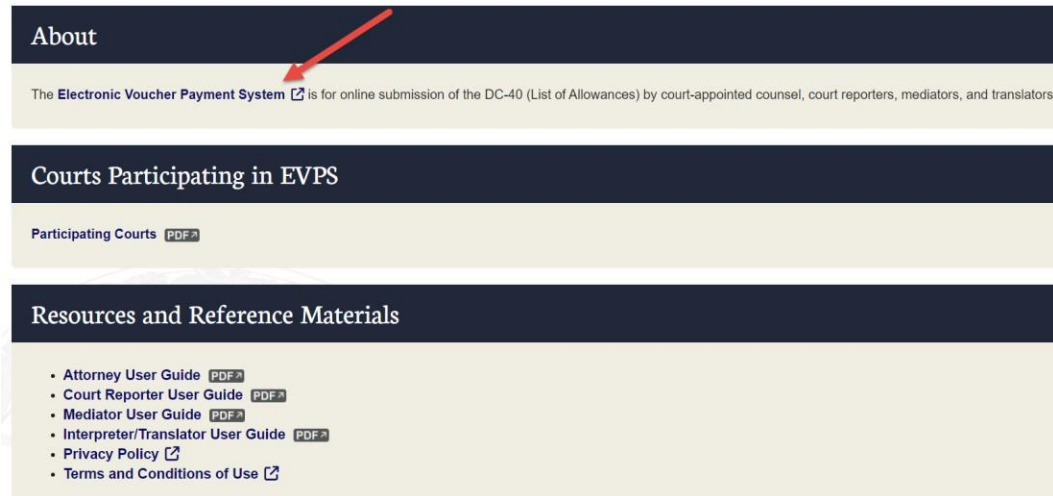 About
The Electronic Voucher Payment System is for online submission of the DC-40 (List of Allowances) by court-appointed counsel, court reporters, mediators, and translators
Courts Participating in EVPS
Participating Courts PDF
Resources and Reference Materials
• Attorney User Guide PDF
• Court Reporter User Guide PDF
• Mediator User Guide PDF
• Interpreter/Translator User Guide PDF
• Privacy Policy
• Terms and Conditions of Use